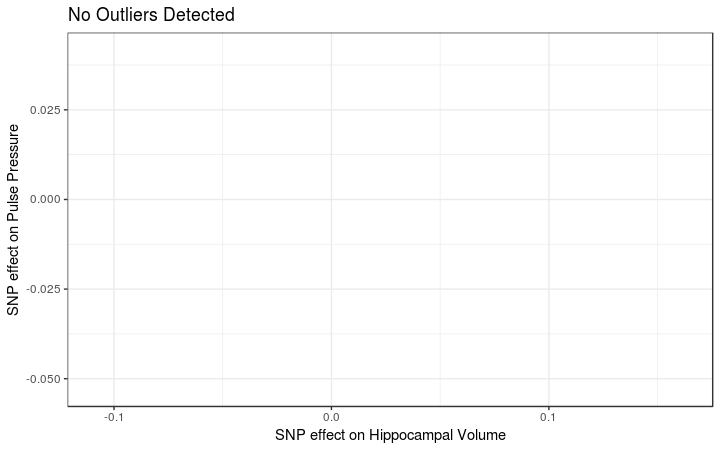 No Outliers Detected
SNP effect on Pulse Pressure
0.025
0.000
-0.025
-0.050
-0.1
0.0
0.1
SNP effect on Hippocampal Volume